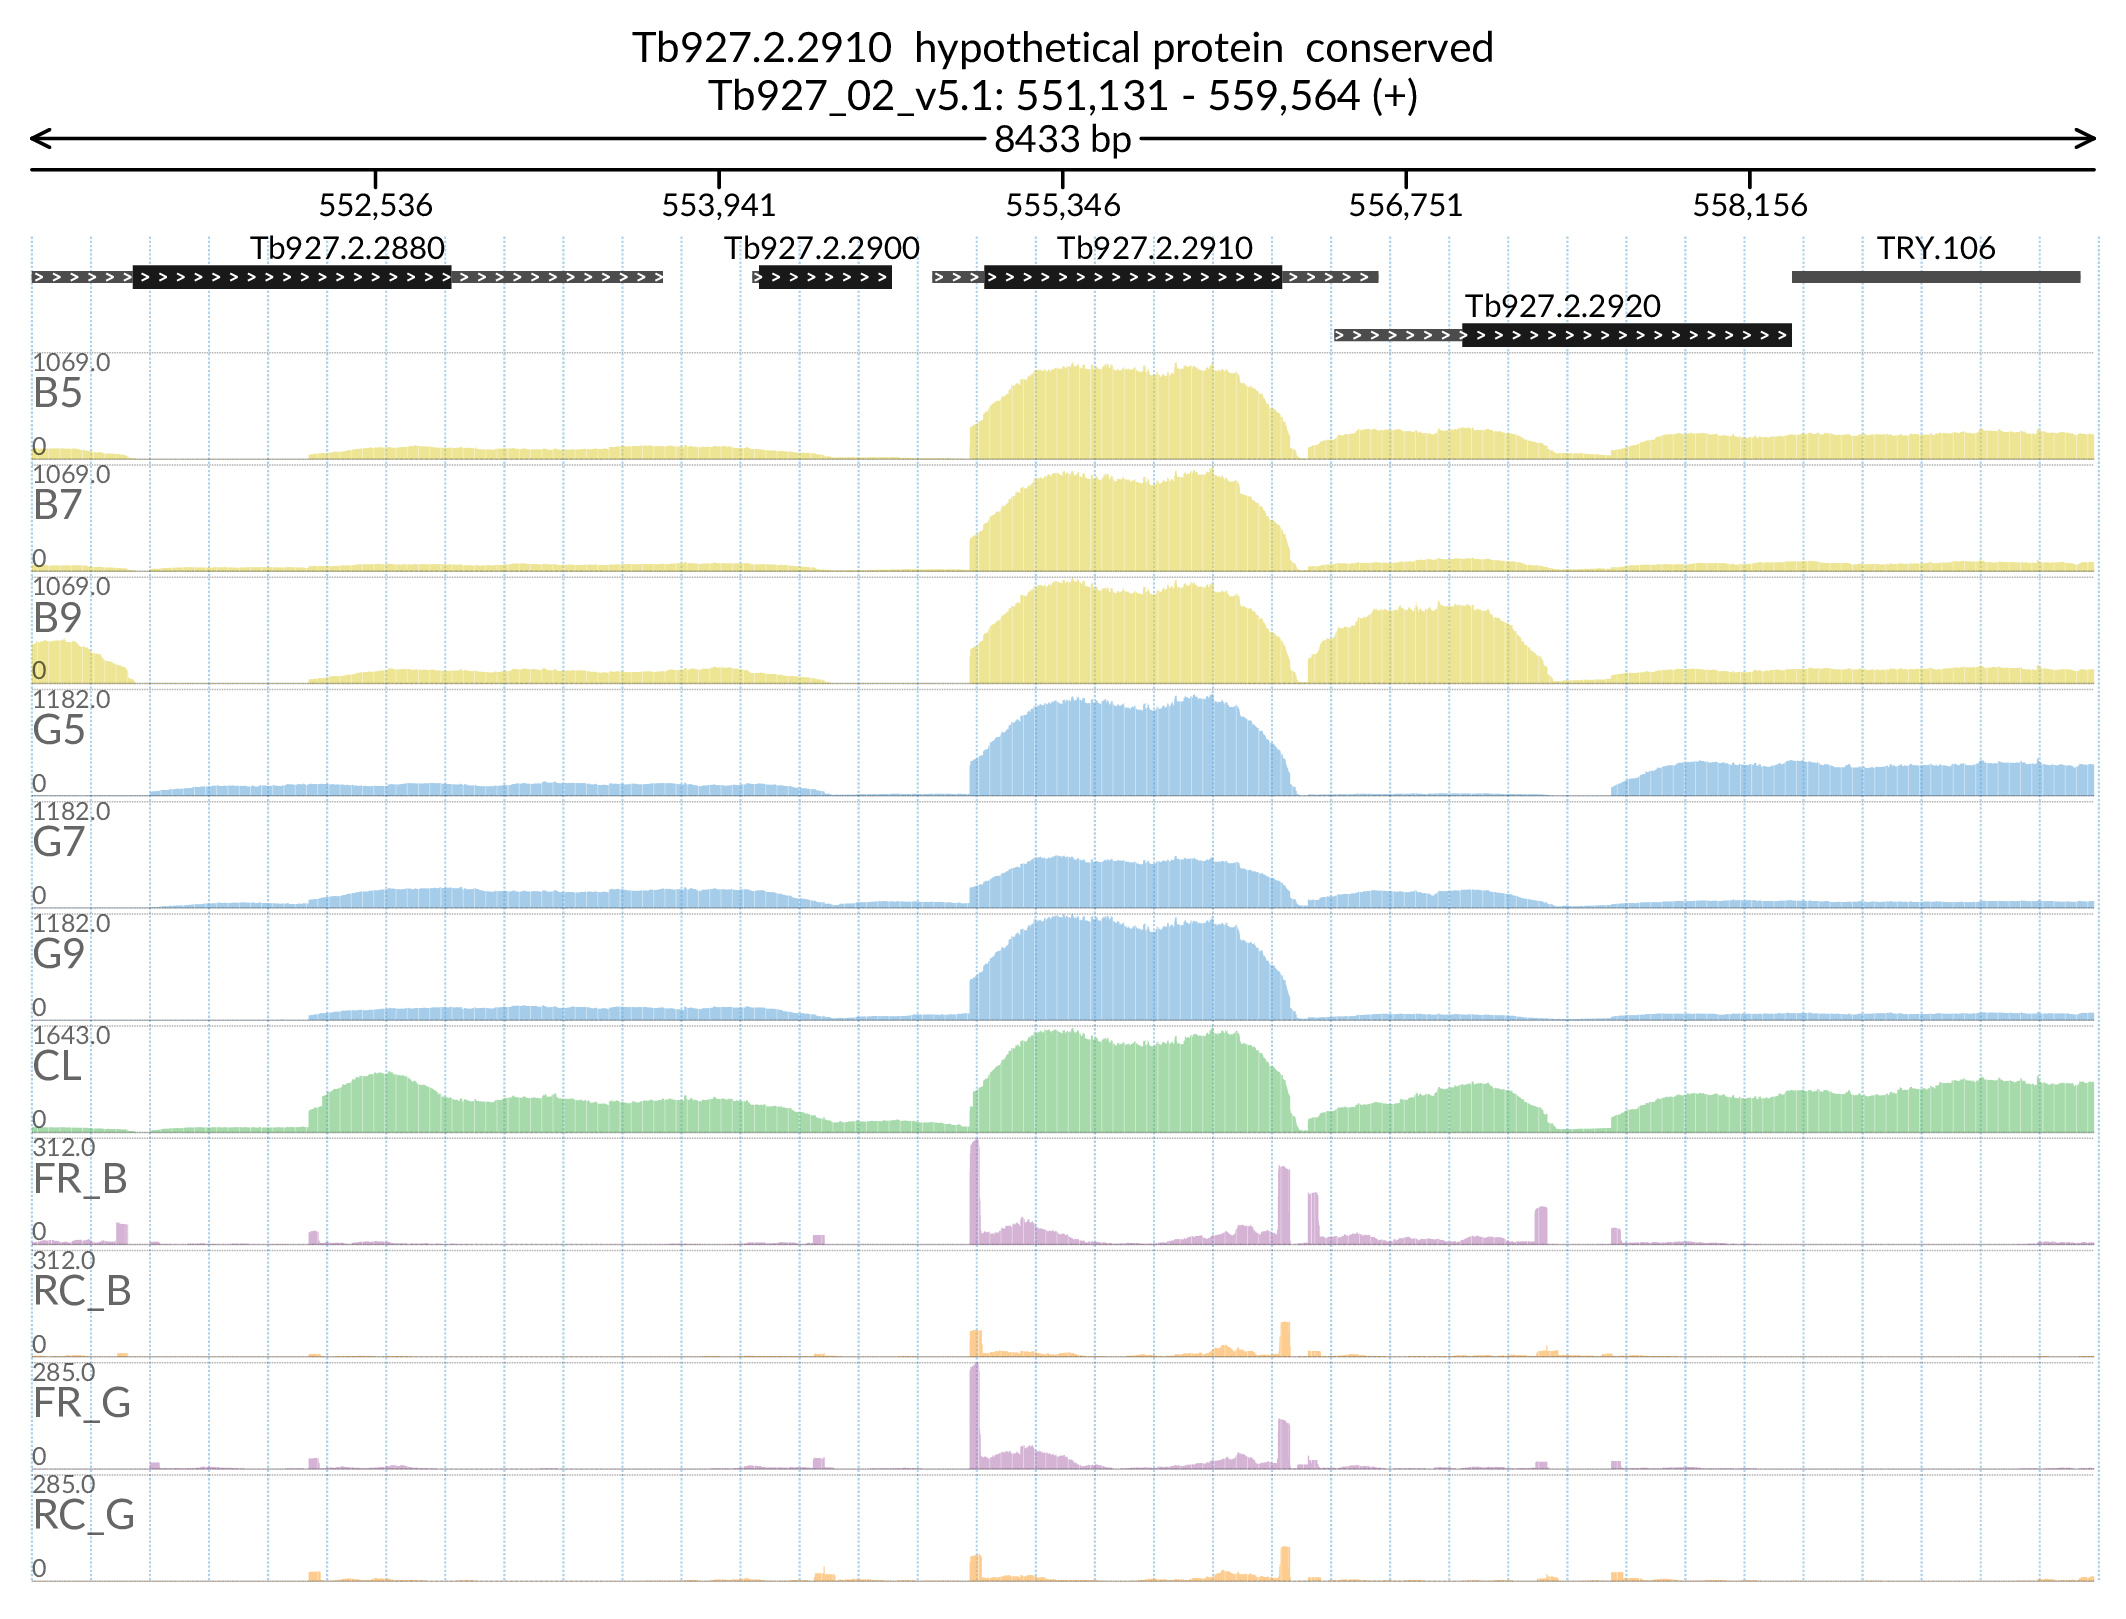 Tb927.2.2910  hypothetical protein  conserved
Tb927_02_v5.1: 551,131 - 559,564 (+)
8433 bp
552,536 553,941 555,346 556,751 558,156
Tb927.2.2880 Tb927.2.2900 Tb927.2.2910 TRY.106
Tb927.2.2920
1069.0
B5
0
1069.0
B7
0
1069.0
B9
0
1182.0
G5
0
1182.0
G7
0
1182.0
G9
0
1643.0
CL
0
312.0
FR_B
0
312.0
RC_B
0
285.0
FR_G
0
285.0
RC_G
0